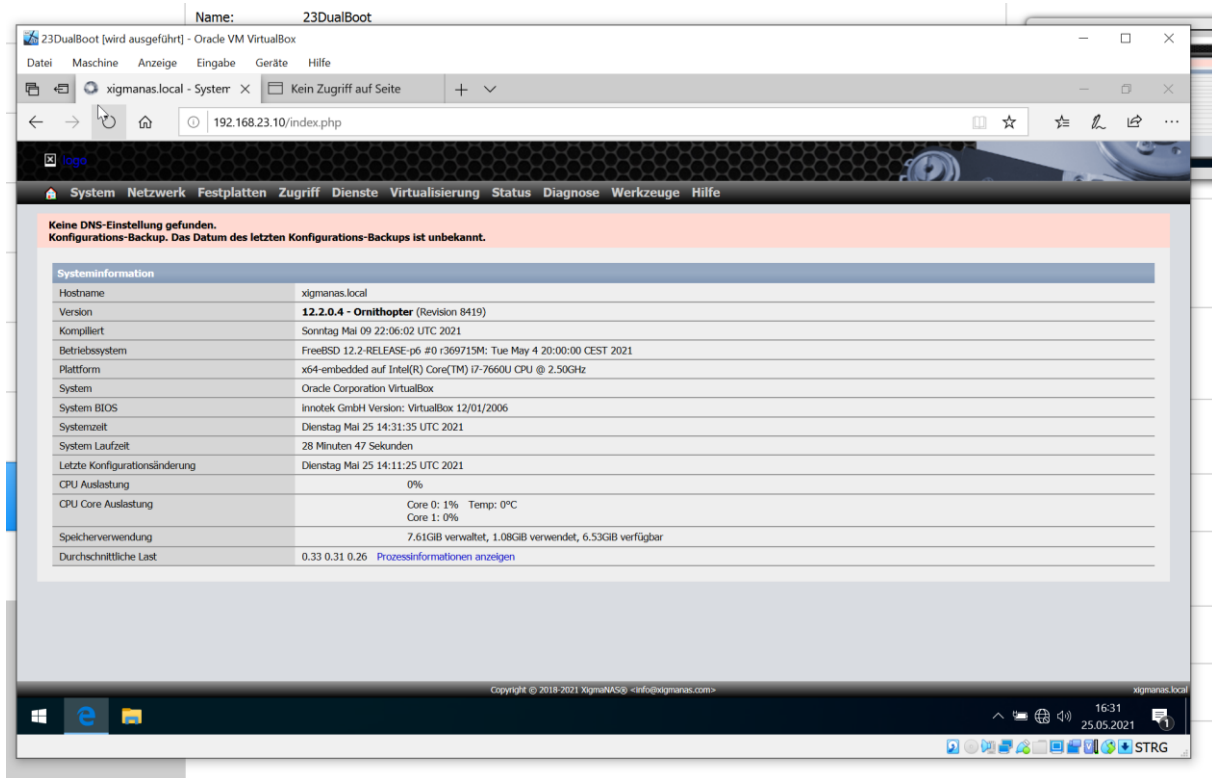 Name: 23DualBoot
23DualBoot [wird ausgeführt] - Oracle VM VirtualBox
Datei Maschine Anzeige Eingabe Geräte Hilfe
xigmanas.local - System Kein Zugriff auf Seite
192.168.23.10/index.php
logo
System Netzwerk Festplatten Zugriff Dienste Virtualisierung Status Diagnose Werkzeuge Hilfe
Keine DNS-Einstellung gefunden.
Konfigurations-Backup. Das Datum des letzten Konfigurations-Backups ist unbekannt.
Systeminformation
Hostname xigmanas.local
Version 12.2.0.4 - Ornithopter (Revision 8419)
Kompiliert Sonntag Mai 09 22:06:02 UTC 2021
Betriebssystem FreeBSD 12.2-RELEASE-p6 #0 r369715M: Tue May 4 20:00:00 CEST 2021
Plattform x64-embedded auf Intel(R) Core(TM) i7-7660U CPU @ 2.50GHz
System Oracle Corporation VirtualBox
System BIOS innotek GmbH Version: VirtualBox 12/01/2006
Systemzeit Dienstag Mai 25 14:31:35 UTC 2021
System Laufzeit 28 Minuten 47 Sekunden
Letzte Konfigurationsänderung Dienstag Mai 25 14:11:25 UTC 2021
CPU Auslastung 0%
CPU Core Auslastung Core 0: 1% Temp: 0°C
Core 1: 0%
Speicherverwendung 7.61GiB verwaltet, 1.08GiB verwendet, 6.53GiB verfügbar
Durchschnittliche Last 0.33 0.31 0.26 Prozessinformationen anzeigen
Copyright © 2018-2021 XigmaNAS® <info@xigmanas.com> xigmanas.local
16:31
25.05.2021
1
STRG